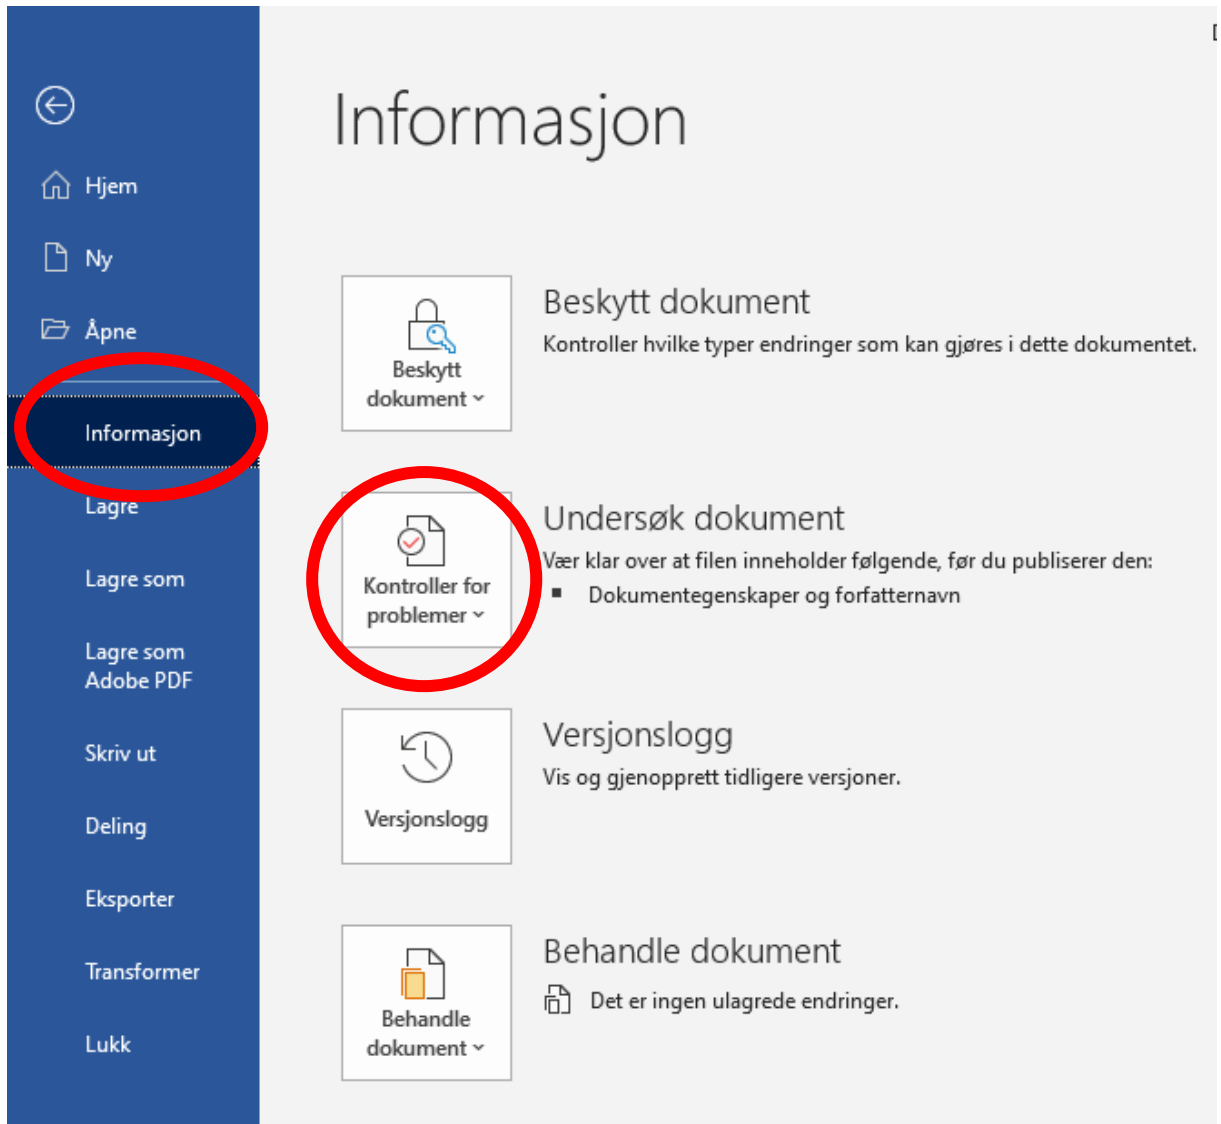 Informasjon
Hjem
Ny
Åpne
Informasjon
Lagre
Lagre som
Lagre som
Adobe PDF
Skriv ut
Deling
Eksporter
Transformer
Lukk
Beskytt
dokument
Beskytt dokument
Kontroller hvilke typer endringer som kan gjøres i dette dokumentet.
Kontroller for
problemer
Undersøk dokument
Vær klar over at filen inneholder følgende, før du publiserer den:
▪ Dokumentegenskaper og forfatternavn
Versjonslogg
Versjonslogg
Vis og gjenopprett tidligere versjoner.
Behandle
dokument
Behandle dokument
Det er ingen ulagrede endringer.